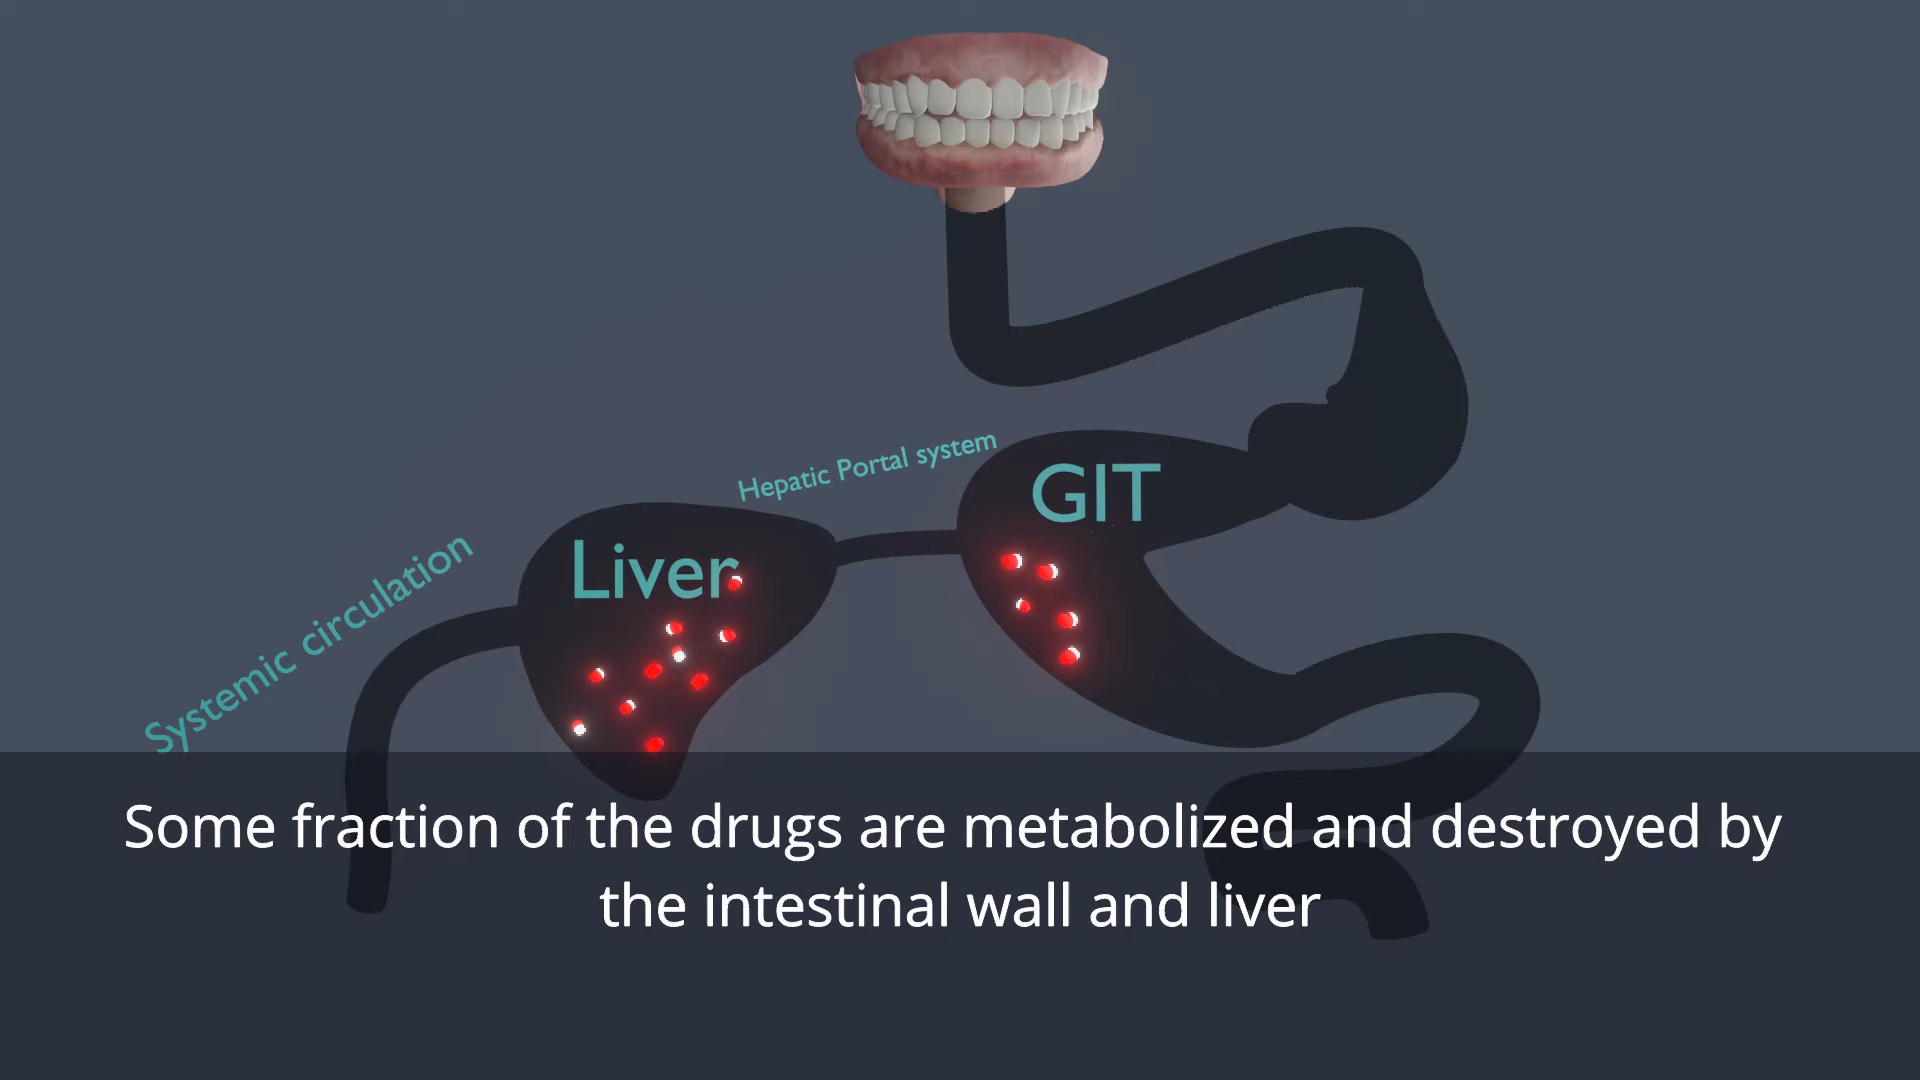 Hepatic Portal system
GIT
Liver
Systemic circulation
Some fraction of the drugs are metabolized and destroyed by
the intestinal wall and liver